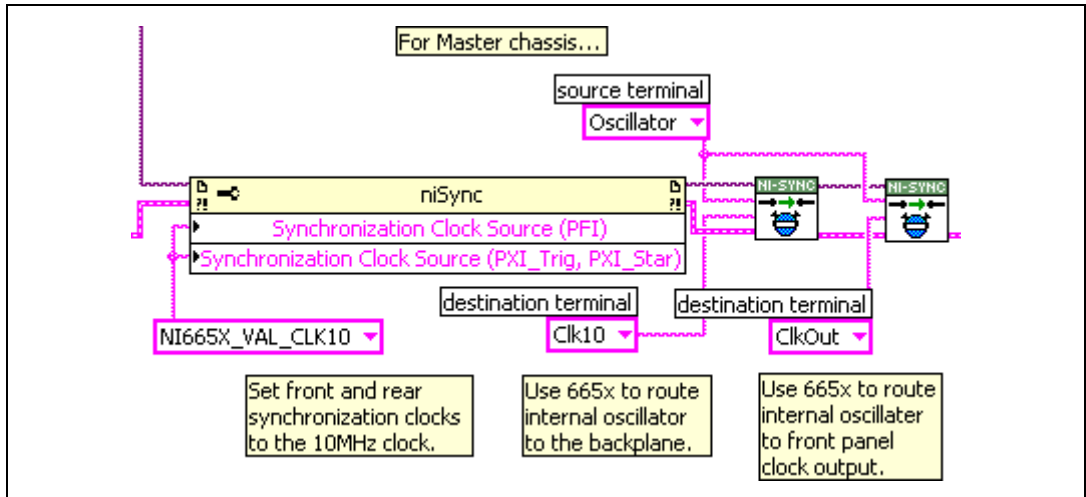 For Master chassis...
source terminal
Oscillator
niSync
Synchronization Clock Source (PFI)
Synchronization Clock Source (PXI_Trig, PXI_Star)
NI-SYNC
NI-SYNC
destination terminal
destination terminal
NI665X_VAL_CLK10
Clk10
ClkOut
Set front and rear
synchronization clocks
to the 10MHz clock.
Use 665x to route
internal oscillator
to the backplane.
Use 665x to route
internal oscillater
to front panel
clock output.